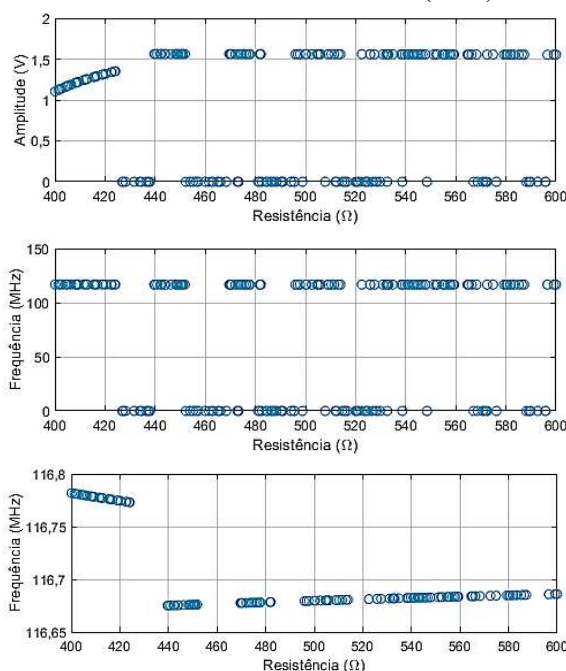 2
1,5
1
0,5
0
Amplitude (V)
400 420 440 460 480 500 520 540 560 580 600
Resistência (Ω)
150
100
50
0
Frequência (MHz)
400 420 440 460 480 500 520 540 560 580 600
Resistência (Ω)
116,8
116,75
116,7
116,65
Frequência (MHz)
400 420 440 460 480 500 520 540 560 580 600
Resistência (Ω)